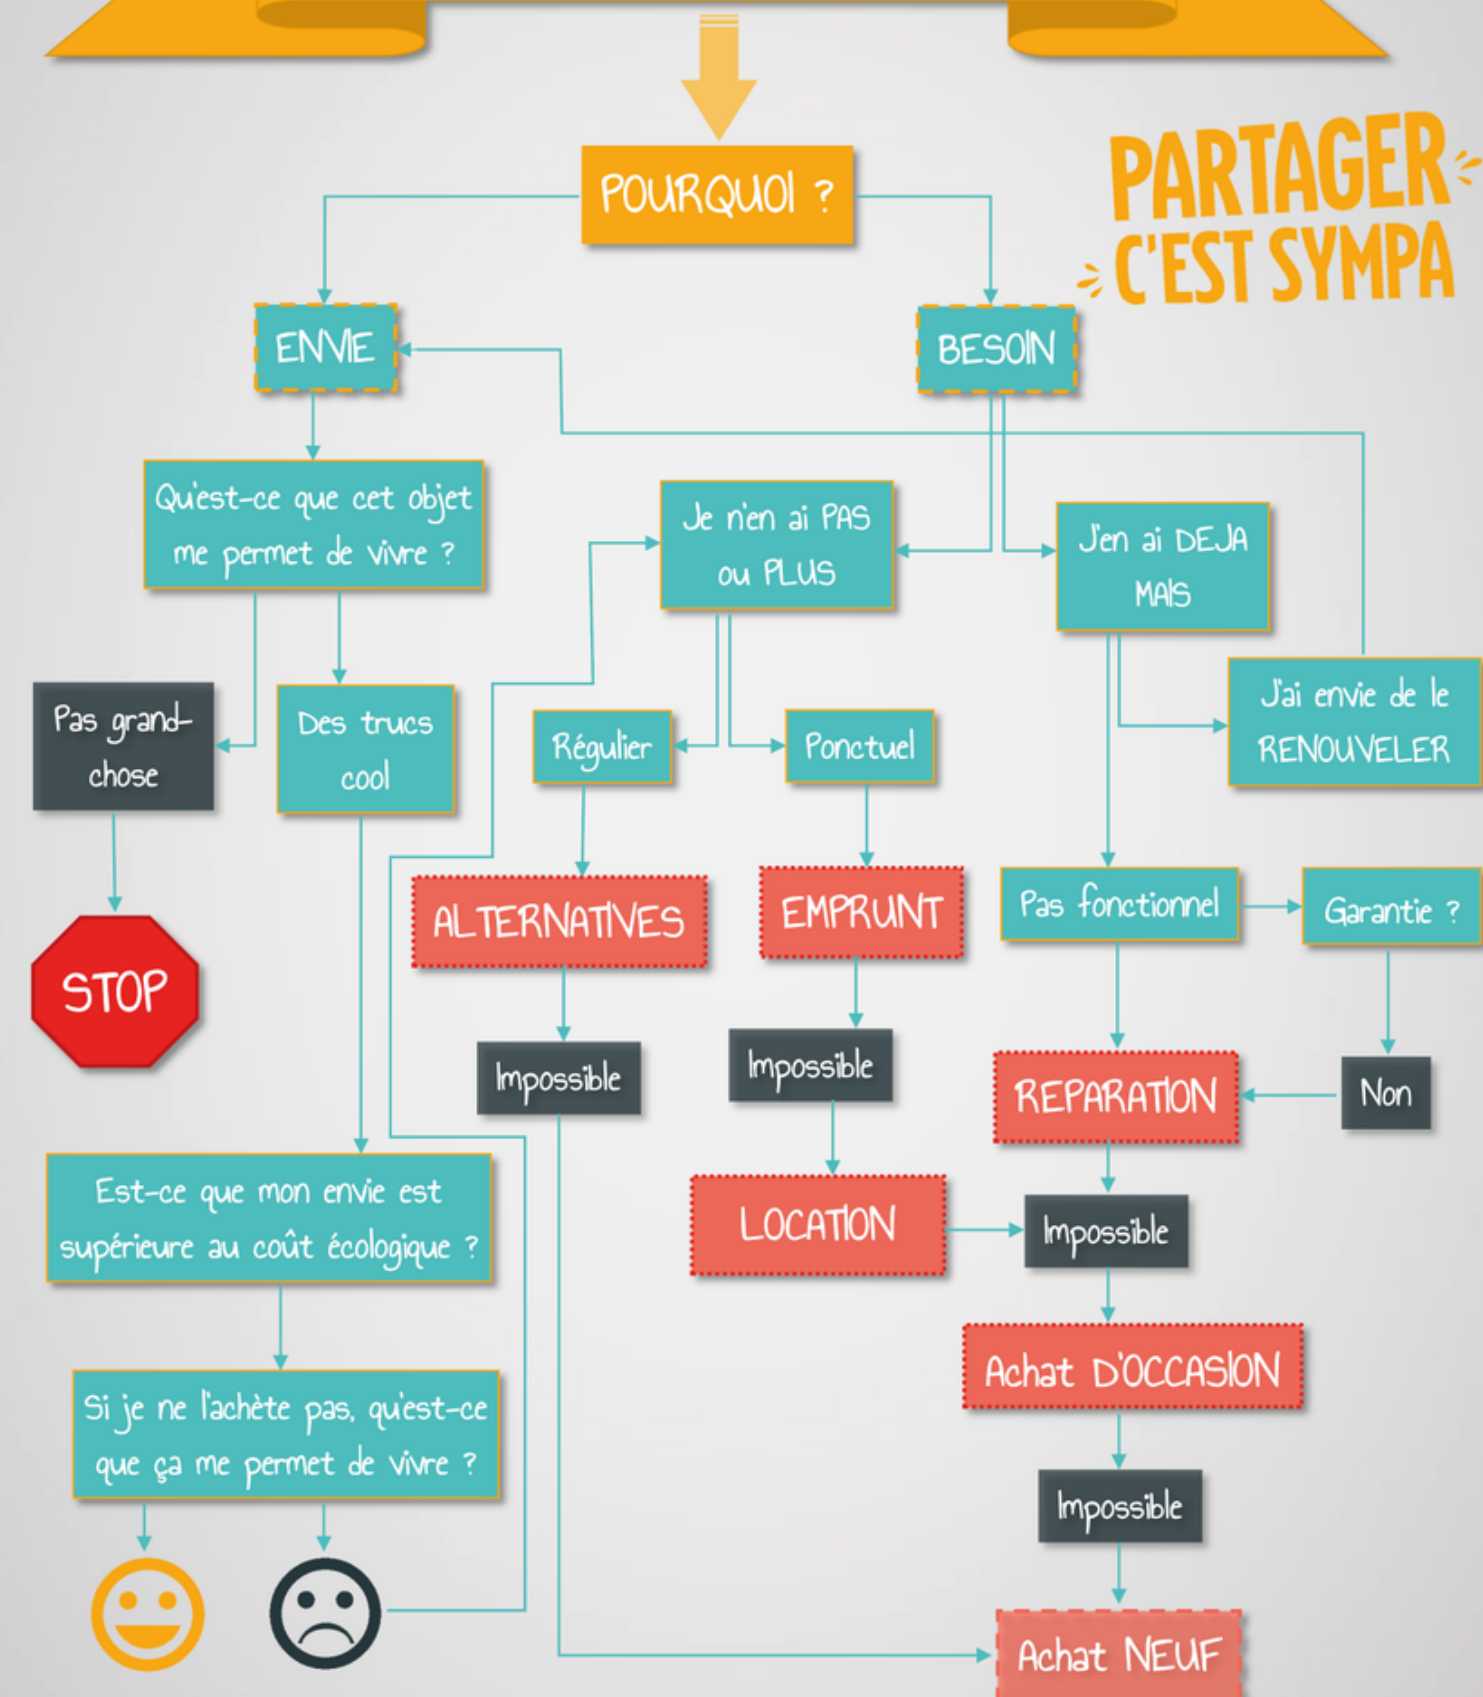 POURQUOI ?
PARTAGER
C'EST SYMPA
ENVIE
BESOIN
Qu'est-ce que cet objet
me permet de vivre ?
Je n'en ai PAS
ou PLUS
J'en ai DEJA
MAIS
Pas grand-
chose
Des trucs
cool
Régulier
Ponctuel
J'ai envie de le
RENOUVELER
STOP
ALTERNATIVES
EMPRUNT
Pas fonctionnel
Garantie ?
Impossible
Impossible
REPARATION
Non
Est-ce que mon envie est
supérieure au coût écologique ?
LOCATION
Impossible
Achat D'OCCASION
Si je ne l'achète pas, qu'est-ce
que ça me permet de vivre ?
Impossible
Achat NEUF